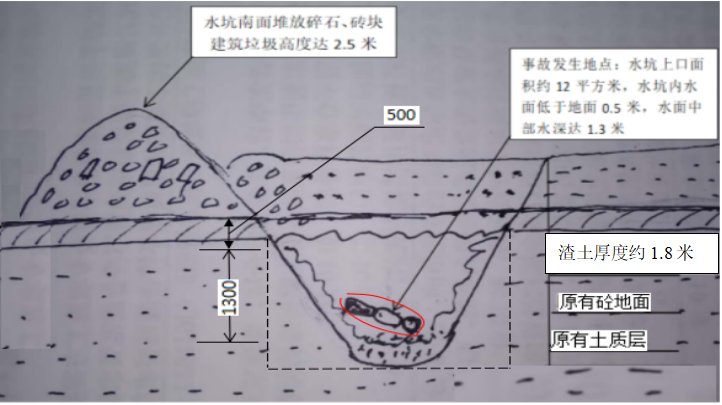 水坑南面堆放碎石、砖块
建筑垃圾高度达 2.5 米
事故发生地点：水坑上口面
积约 12 平方米，水坑内水
面低于地面 0.5 米，水面中
部水深达 1.3 米
500
渣土厚度约 1.8 米
1300
原有砼地面
原有土质层